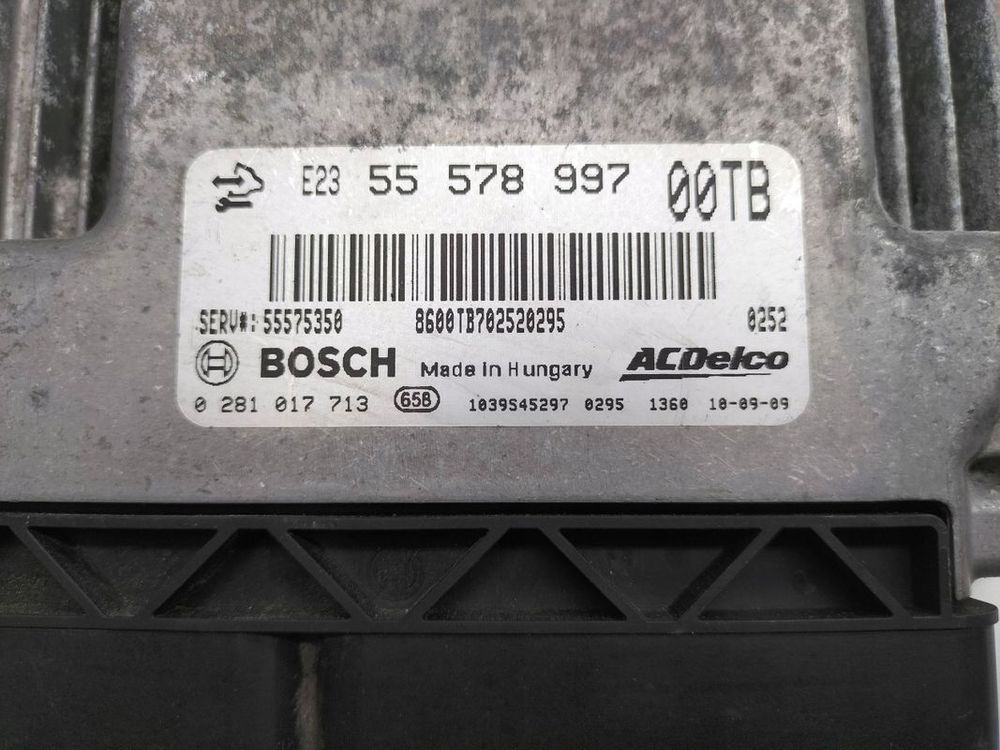 E23 55 578 997 00TB
SERV#: 55575350 8600TB702520295 0252
BOSCH Made in Hungary ACDelco
0 281 017 713 658 1039S45297 0295 1360 10-09-09